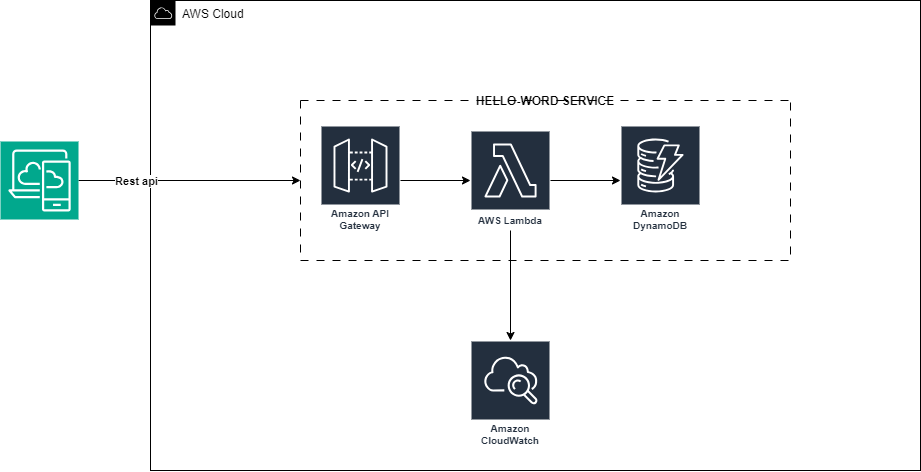 AWS Cloud
HELLO WORD SERVICE
Rest api
</>
Amazon API
Gateway
AWS Lambda
Amazon
DynamoDB
Amazon
CloudWatch